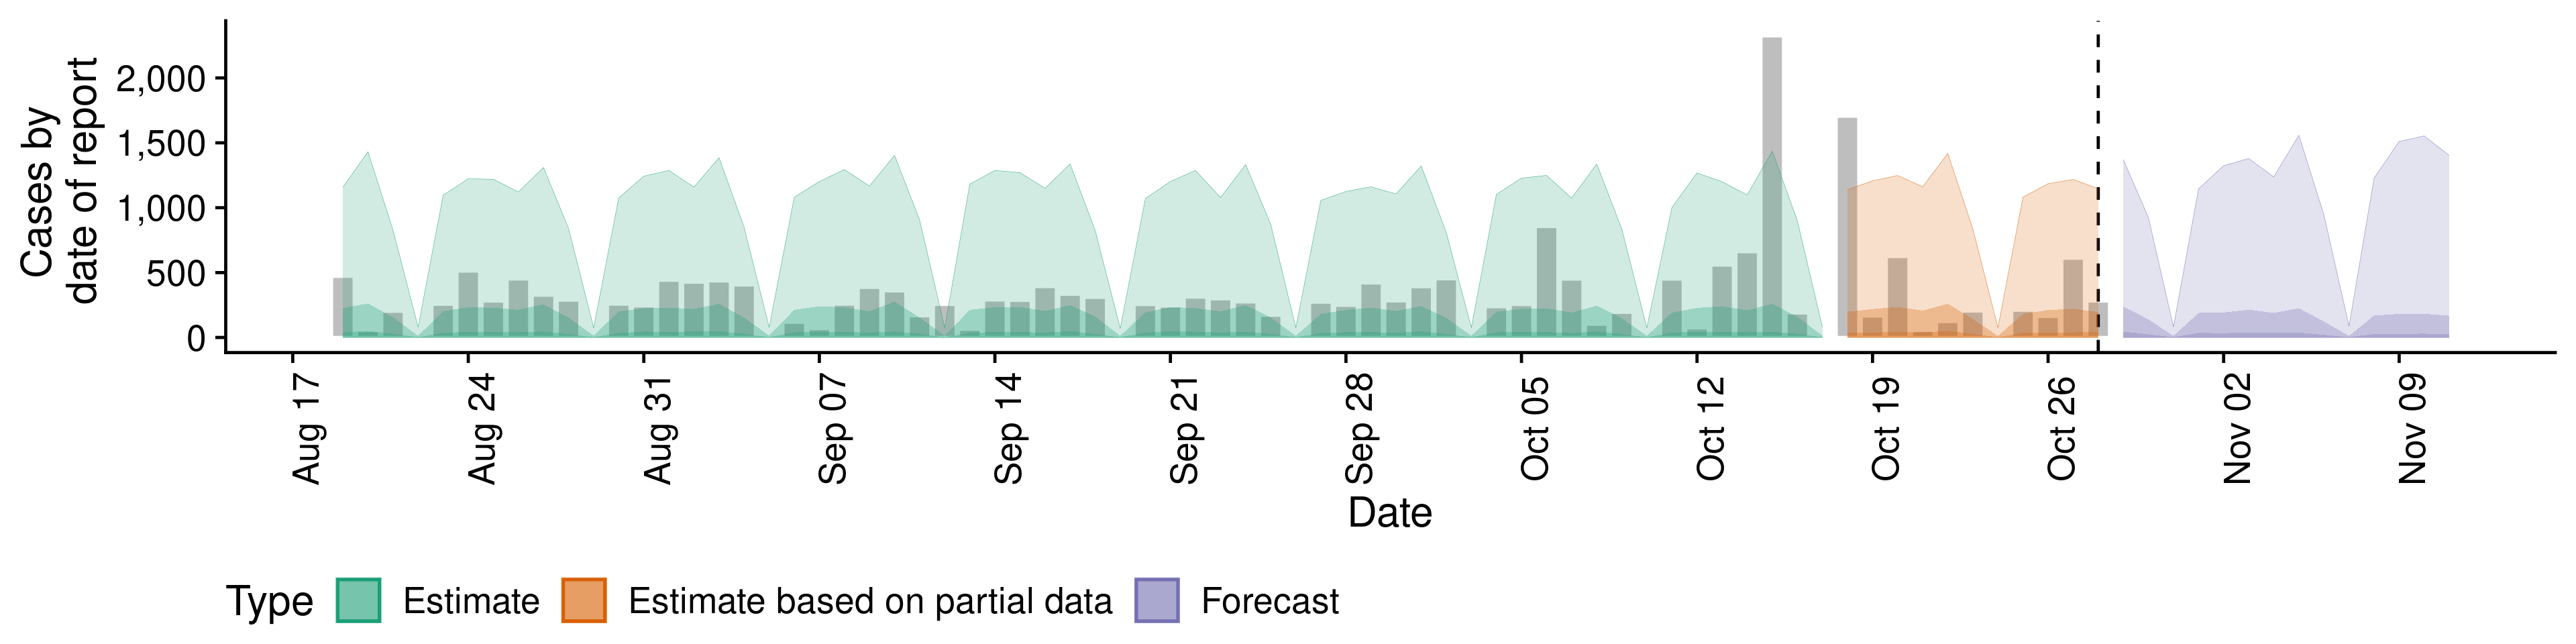 Cases by
date of report
2,000
1,500
1,000
500
0
Aug 17
Aug 24
Aug 31
Sep 07
Sep 14
Sep 21
Sep 28
Oct 05
Oct 12
Oct 19
Oct 26
Nov 02
Nov 09
Date
Type Estimate Estimate based on partial data Forecast